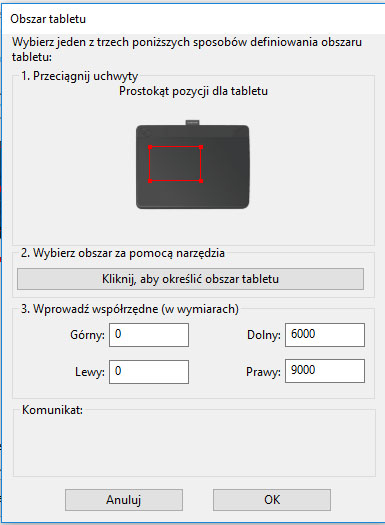 Obszar tabletu
Wybierz jeden z trzech poniższych sposobów definiowania obszaru
tabletu:
1. Przeciągnij uchwyty
Prostokąt pozycji dla tabletu
2. Wybierz obszar za pomocą narzędzia
Kliknij, aby określić obszar tabletu
3. Wprowadź współrzędne (w wymiarach)
Górny: 0 Dolny: 6000
Lewy: 0 Prawy: 9000
Komunikat:
Anuluj OK